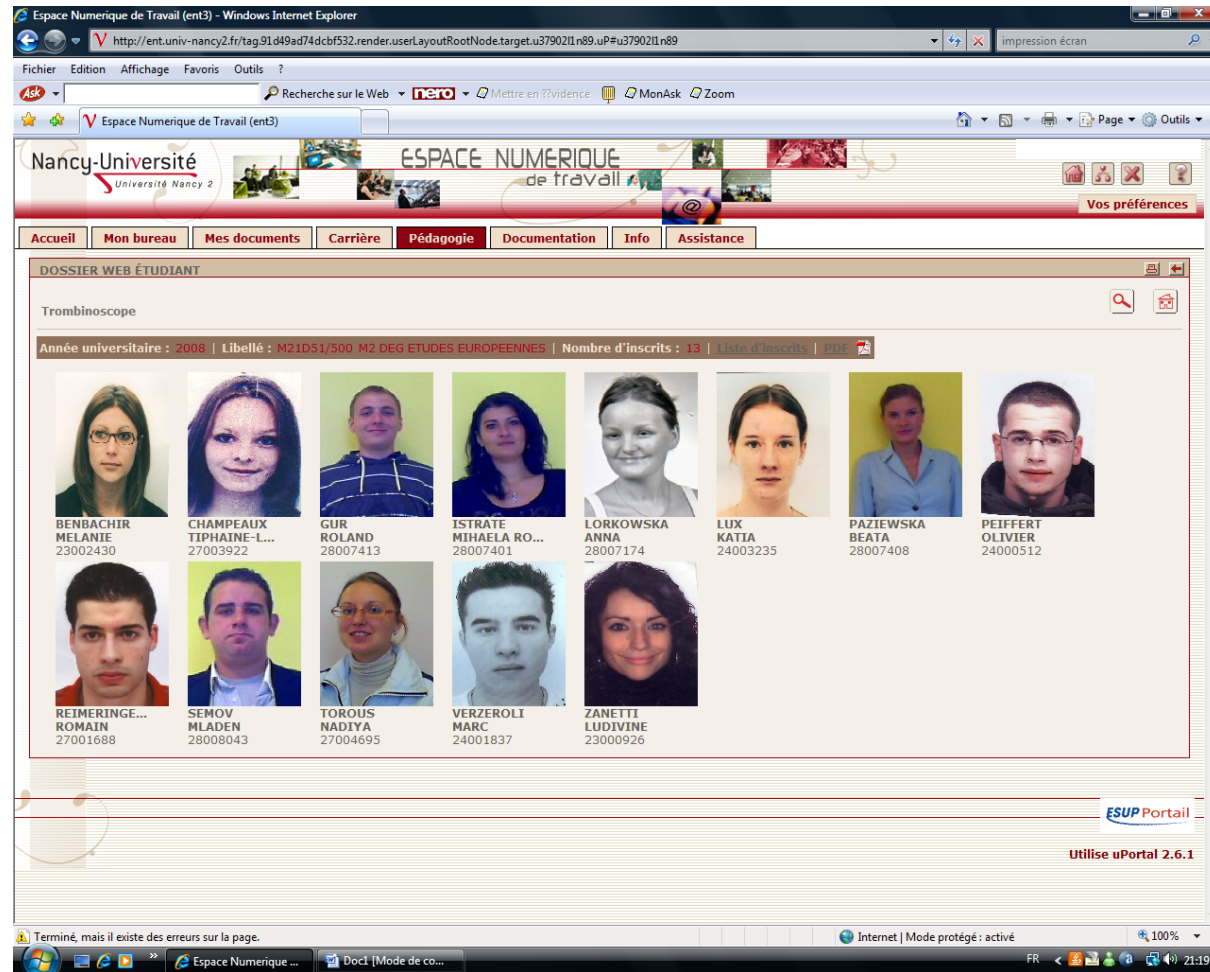 Espace Numerique de Travail (ent3) - Windows Internet Explorer
http://ent.univ-nancy2.fr/tag.91d49ad74dcbf532.render.userLayoutRootNode.target.u37902l1n89.uP#u37902l1n89
impression écran
Fichier Edition Affichage Favoris Outils ?
Ask Recherche sur le Web nero Mettre en ??vidence MonAsk Zoom
Espace Numerique de Travail (ent3) Page Outils
Nancy-Université
Université Nancy 2
ESPACE NUMERIQUE
de travail
@
Vos préférences
Accueil Mon bureau Mes documents Carrière Pédagogie Documentation Info Assistance
DOSSIER WEB ÉTUDIANT
Trombinoscope
Année universitaire : 2008 | Libellé : M21D51/500 M2 DEG ETUDES EUROPEENNES | Nombre d'inscrits : 13 | Liste d'inscrits | PDF
BENBACHIR CHAMPEAUX GUR ISTRATE LORKOWSKA LUX PAZIEWSKA PEIFFERT
MELANIE TIPHAINE-L... ROLAND MIHAELA RO... ANNA KATIA BEATA OLIVIER
23002430 27003922 28007413 28007401 28007174 24003235 28007408 24000512
REIMERINGE... SEMOV TOROUS VERZEROLI ZANETTI
ROMAIN MLADEN NADIYA MARC LUDIVINE
27001688 28008043 27004695 24001837 23000926
ESUP Portail
Utilise uPortal 2.6.1
Terminé, mais il existe des erreurs sur la page. Internet | Mode protégé : activé 100%
Espace Numerique ... Doc1 [Mode de co... FR 21:19